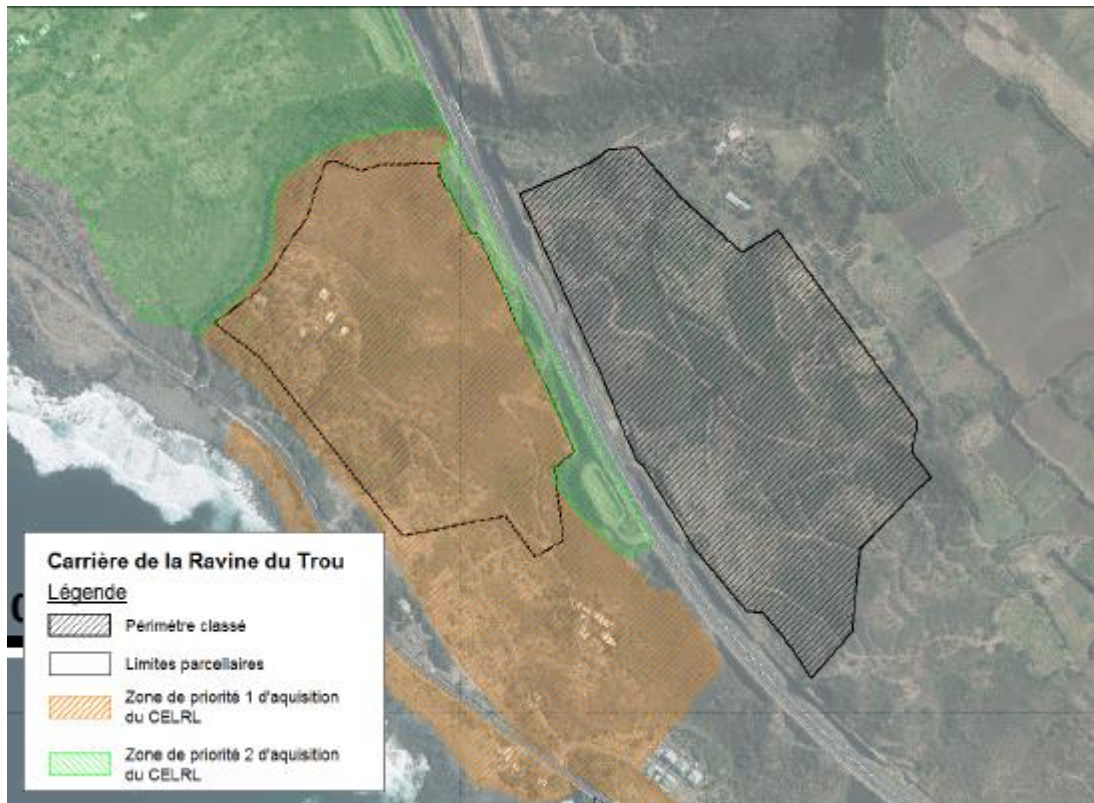 Carrière de la Ravine du Trou
Légende
Périmètre classé
Limites parcellaires
Zone de priorité 1 d'aquisition
du CELRL
Zone de priorité 2 d'aquisition
du CELRL